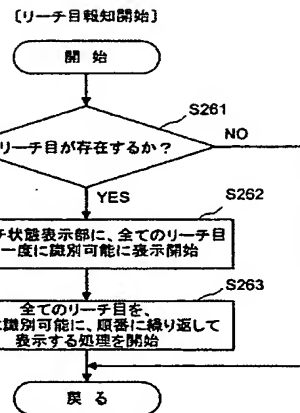 〔リーチ目報知開始〕
開 始
S261
リーチ目が存在するか？
NO
YES
S262
チ状態表示部に、全てのリーチ目
一度に識別可能に表示開始
S263
全てのリーチ目を、
に識別可能に、順番に繰り返して
表示する処理を開始
戻 る